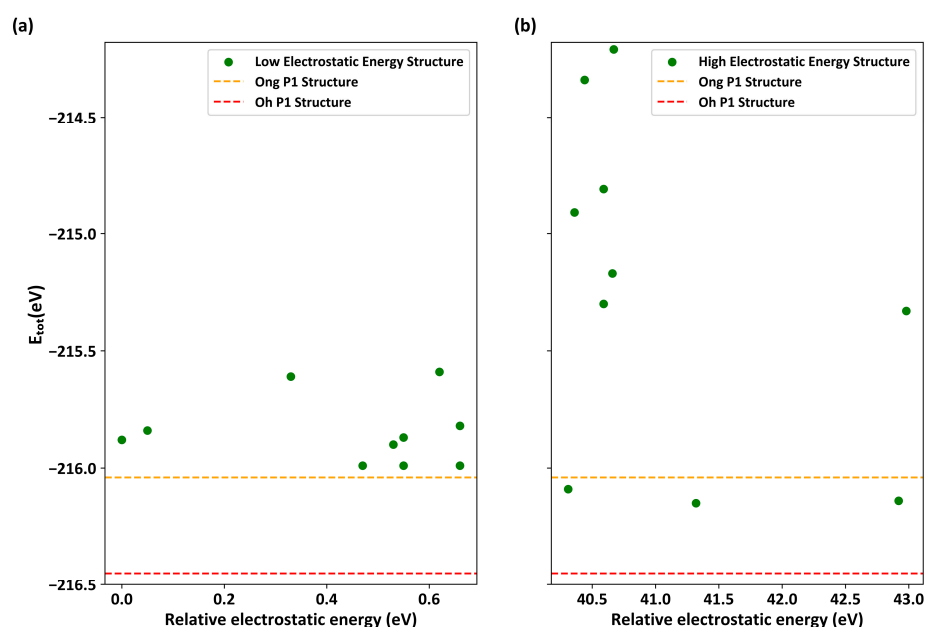 (a)
(b)
Low Electrostatic Energy Structure
Ong P1 Structure
Oh P1 Structure
High Electrostatic Energy Structure
Ong P1 Structure
Oh P1 Structure
−214.5
−215.0
−215.5
−216.0
−216.5
Eₜₒₜ(eV)
0.0
0.2
0.4
0.6
40.5
41.0
41.5
42.0
42.5
43.0
Relative electrostatic energy (eV)
Relative electrostatic energy (eV)